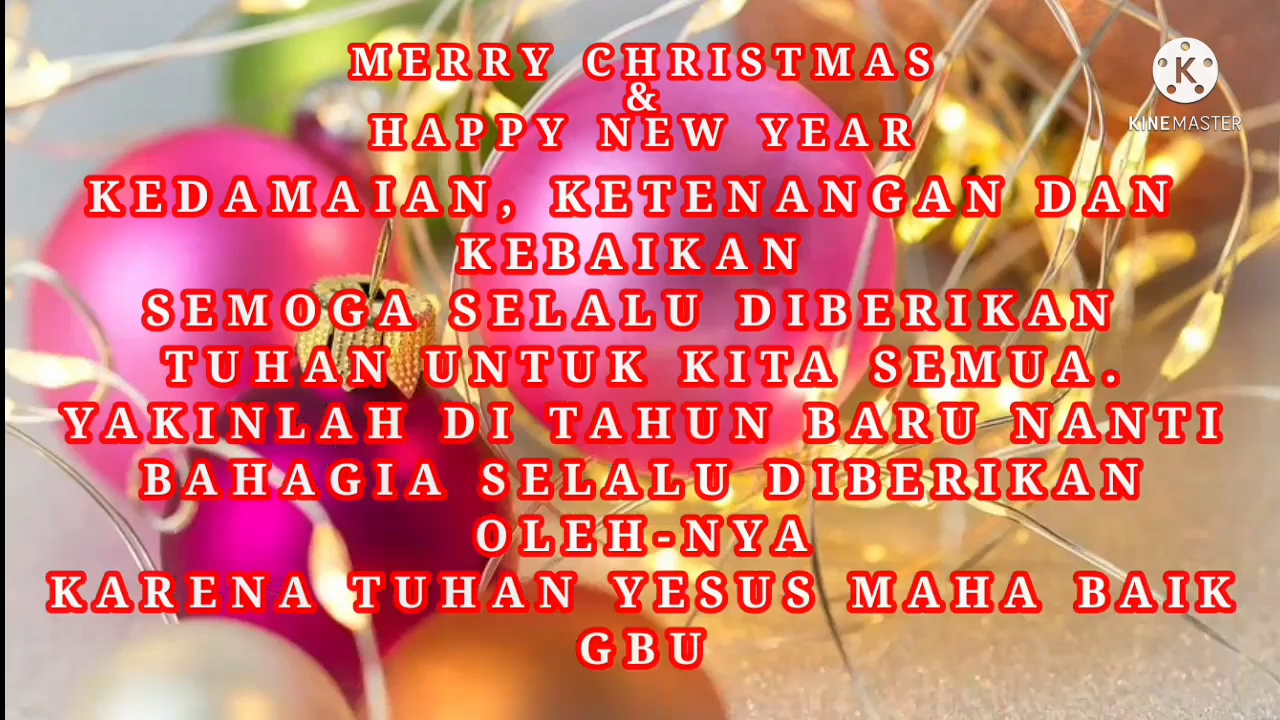 MERRY CHRISTMAS
&
HAPPY NEW YEAR
KEDAMAIAN, KETENANGAN DAN
KEBAIKAN
SEMOGA SELALU DIBERIKAN
TUHAN UNTUK KITA SEMUA.
YAKINLAH DI TAHUN BARU NANTI
BAHAGIA SELALU DIBERIKAN
OLEH-NYA
KARENA TUHAN YESUS MAHA BAIK
GBU
K
KINEMASTER